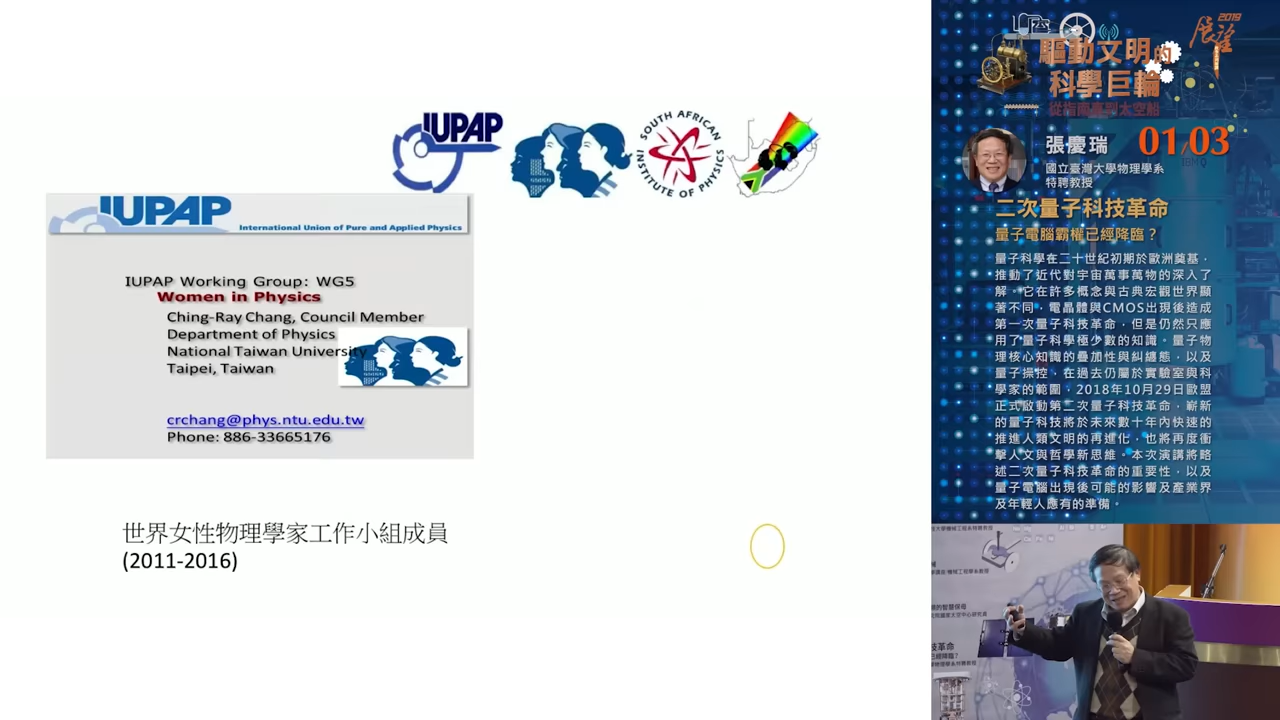 IUPAP
SOUTH AFRICAN
INSTITUTE OF PHYSICS
IUPAP
International Union of Pure and Applied Physics
IUPAP Working Group: WG5
Women in Physics
Ching-Ray Chang, Council Member
Department of Physics
National Taiwan University
Taipei, Taiwan
crchang@phys.ntu.edu.tw
Phone: 886-33665176
世界女性物理學家工作小組成員
(2011-2016)
2019
展望
驅動文明的
科學巨輪
從指南車到太空船
01/03
張慶瑞
國立臺灣大學物理學系
特聘教授
IBM Q
二次量子科技革命
量子電腦霸權已經降臨？
量子科學在二十世紀初期於歐洲奠基，
推動了近代對宇宙萬事萬物的深入了
解。它在許多概念與古典宏觀世界顯
著不同，電晶體與CMOS出現後造成
第一次量子科技革命，但是仍然只應
用了量子科學極少數的知識。量子物
理核心知識的疊加性與糾纏態，以及
量子操控，在過去仍屬於實驗室與科
學家的範圍，2018年10月29日歐盟
正式啟動第二次量子科技革命，嶄新
的量子科技將於未來數十年內快速的
推進人類文明的再進化，也將再度衝
擊人文與哲學新思維。本次演講將略
述二次量子科技革命的重要性，以及
量子電腦出現後可能的影響及產業界
及年輕人應有的準備。
技革命